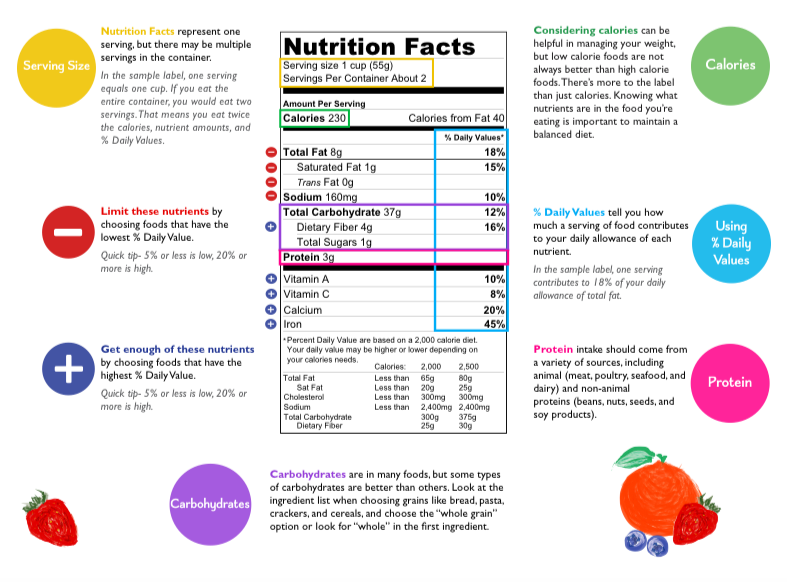 Serving Size
Nutrition Facts represent one
serving, but there may be multiple
servings in the container.
In the sample label, one serving
equals one cup. If you eat the
entire container, you would eat two
servings. That means you eat twice
the calories, nutrient amounts, and
% Daily Values.
Limit these nutrients by
choosing foods that have the
lowest % Daily Value.
Quick tip- 5% or less is low, 20% or
more is high.
Get enough of these nutrients
by choosing foods that have the
highest % Daily Value.
Quick tip- 5% or less is low, 20% or
more is high.
Nutrition Facts
Serving size 1 cup (55g)
Servings Per Container About 2
Amount Per Serving
Calories 230 Calories from Fat 40
% Daily Values*
Total Fat 8g 18%
Saturated Fat 1g 15%
Trans Fat 0g
Sodium 160mg 10%
Total Carbohydrate 37g 12%
Dietary Fiber 4g 16%
Total Sugars 1g
Protein 3g
Vitamin A 10%
Vitamin C 8%
Calcium 20%
Iron 45%
*Percent Daily Value are based on a 2,000 calorie diet.
Your daily value may be higher or lower depending on
your calories needs.
Calories: 2,000 2,500
Total Fat Less than 65g 80g
Sat Fat Less than 20g 25g
Cholesterol Less than 300mg 300mg
Sodium Less than 2,400mg 2,400mg
Total Carbohydrate 300g 375g
Dietary Fiber 25g 30g
Considering calories can be
helpful in managing your weight,
but low calorie foods are not
always better than high calorie
foods. There's more to the label
than just calories. Knowing what
nutrients are in the food you're
eating is important to maintain a
balanced diet.
Calories
% Daily Values tell you how
much a serving of food contributes
to your daily allowance of each
nutrient.
In the sample label, one serving
contributes to 18% of your daily
allowance of total fat.
Using
% Daily
Values
Protein intake should come from
a variety of sources, including
animal (meat, poultry, seafood, and
dairy) and non-animal
proteins (beans, nuts, seeds, and
soy products).
Protein
Carbohydrates
Carbohydrates are in many foods, but some types
of carbohydrates are better than others. Look at the
ingredient list when choosing grains like bread, pasta,
crackers, and cereals, and choose the "whole grain"
option or look for "whole" in the first ingredient.